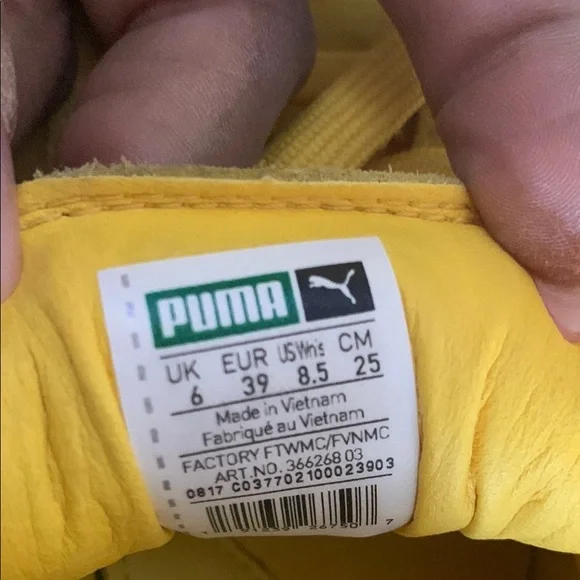 PUMA
UK EUR US Wn's CM
6 39 8.5 25
Made in Vietnam
Fabriqué au Vietnam
FACTORY FTWMC/FVNMC
ART.NO. 366268 03
0817 C037702100023903